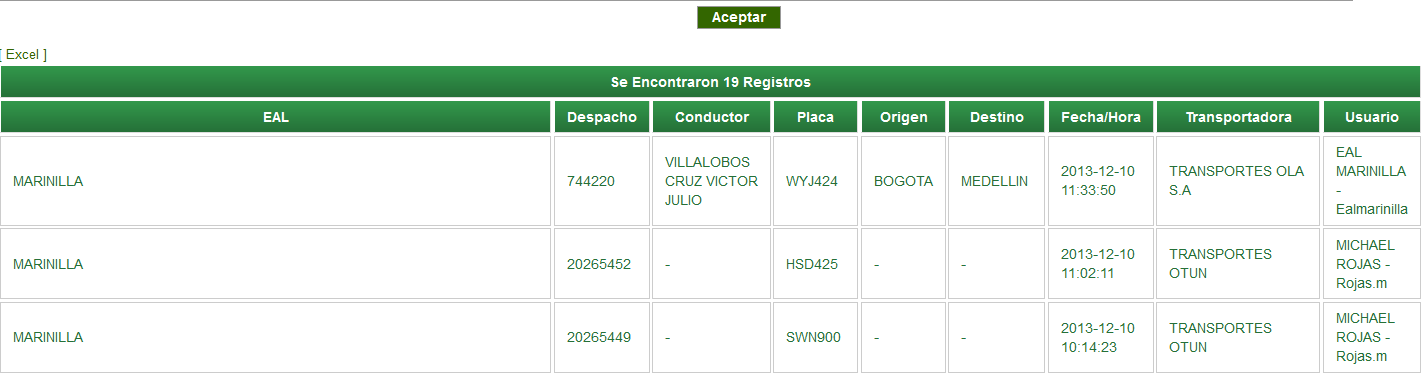 Aceptar
[ Excel ]
Se Encontraron 19 Registros
EAL Despacho Conductor Placa Origen Destino Fecha/Hora Transportadora Usuario
MARINILLA 744220 VILLALOBOS CRUZ VICTOR JULIO WYJ424 BOGOTA MEDELLIN 2013-12-10 11:33:50 TRANSPORTES OLA S.A EAL MARINILLA - Ealmarinilla
MARINILLA 20265452 - HSD425 - - 2013-12-10 11:02:11 TRANSPORTES OTUN MICHAEL ROJAS - Rojas.m
MARINILLA 20265449 - SWN900 - - 2013-12-10 10:14:23 TRANSPORTES OTUN MICHAEL ROJAS - Rojas.m